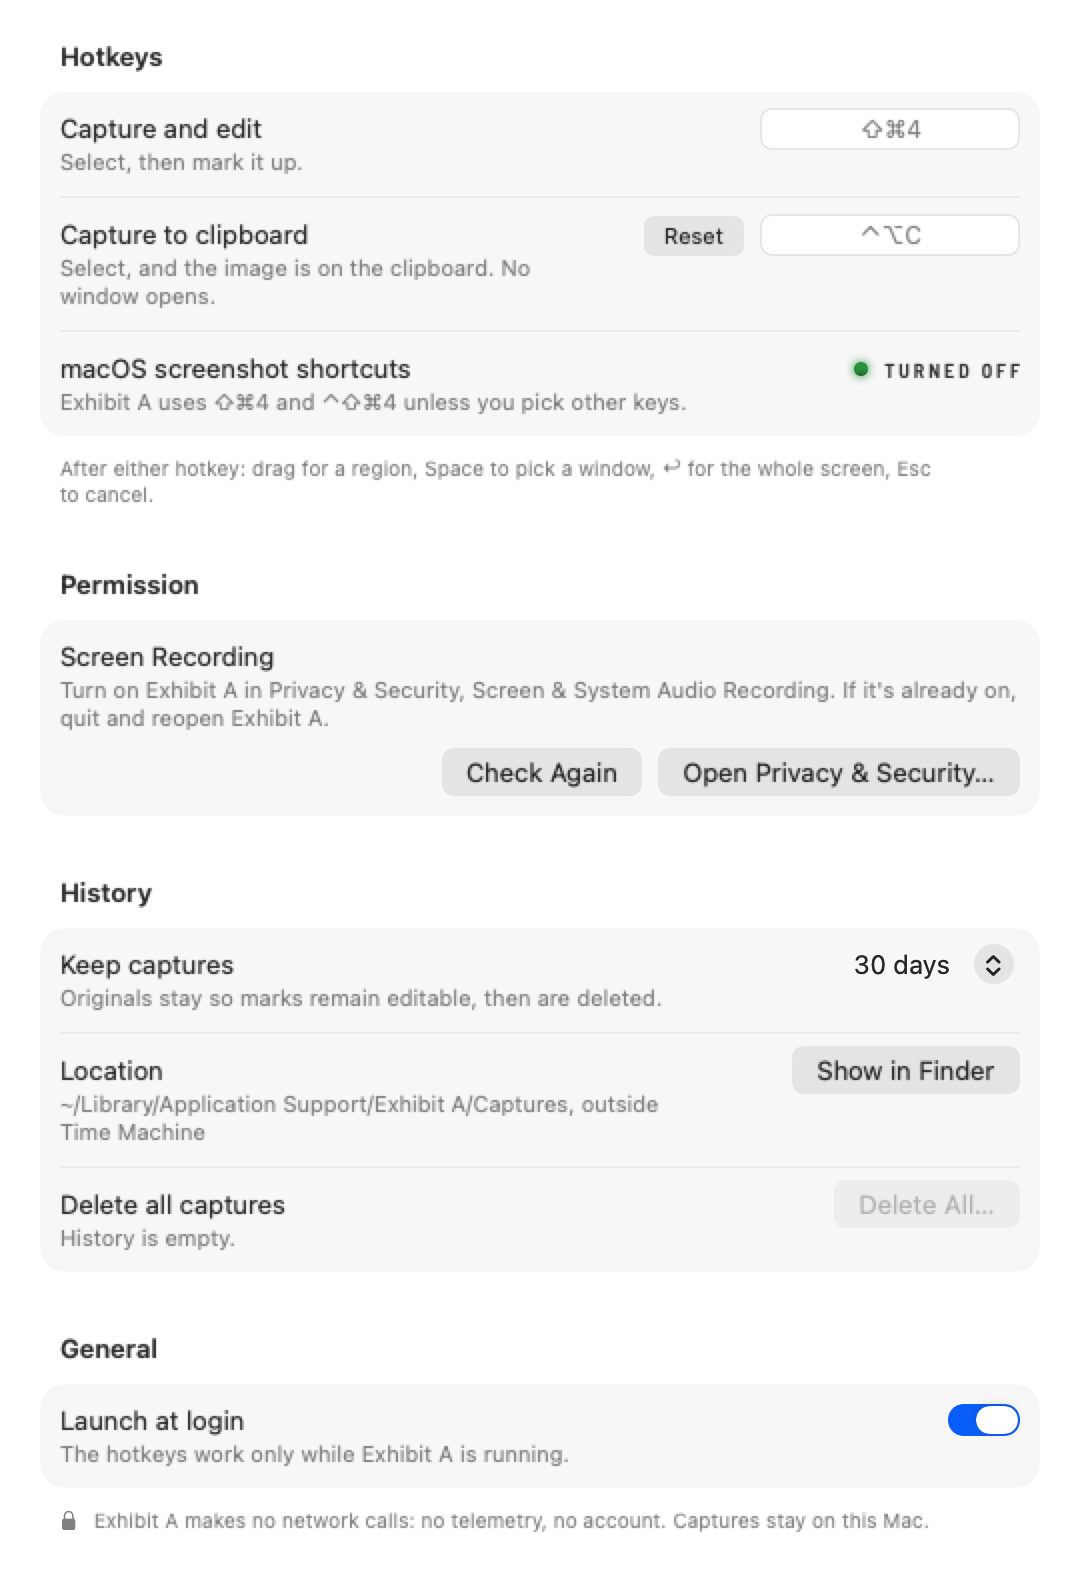 Hotkeys
Capture and edit
⇧⌘4
Select, then mark it up.
Capture to clipboard
Reset
⌃⌥C
Select, and the image is on the clipboard. No
window opens.
macOS screenshot shortcuts
TURNED OFF
Exhibit A uses ⇧⌘4 and ⌃⇧⌘4 unless you pick other keys.
After either hotkey: drag for a region, Space to pick a window, ↩ for the whole screen, Esc
to cancel.
Permission
Screen Recording
Turn on Exhibit A in Privacy & Security, Screen & System Audio Recording. If it's already on,
quit and reopen Exhibit A.
Check Again
Open Privacy & Security...
History
Keep captures
30 days
Originals stay so marks remain editable, then are deleted.
Location
Show in Finder
~/Library/Application Support/Exhibit A/Captures, outside
Time Machine
Delete all captures
Delete All...
History is empty.
General
Launch at login
The hotkeys work only while Exhibit A is running.
Exhibit A makes no network calls: no telemetry, no account. Captures stay on this Mac.